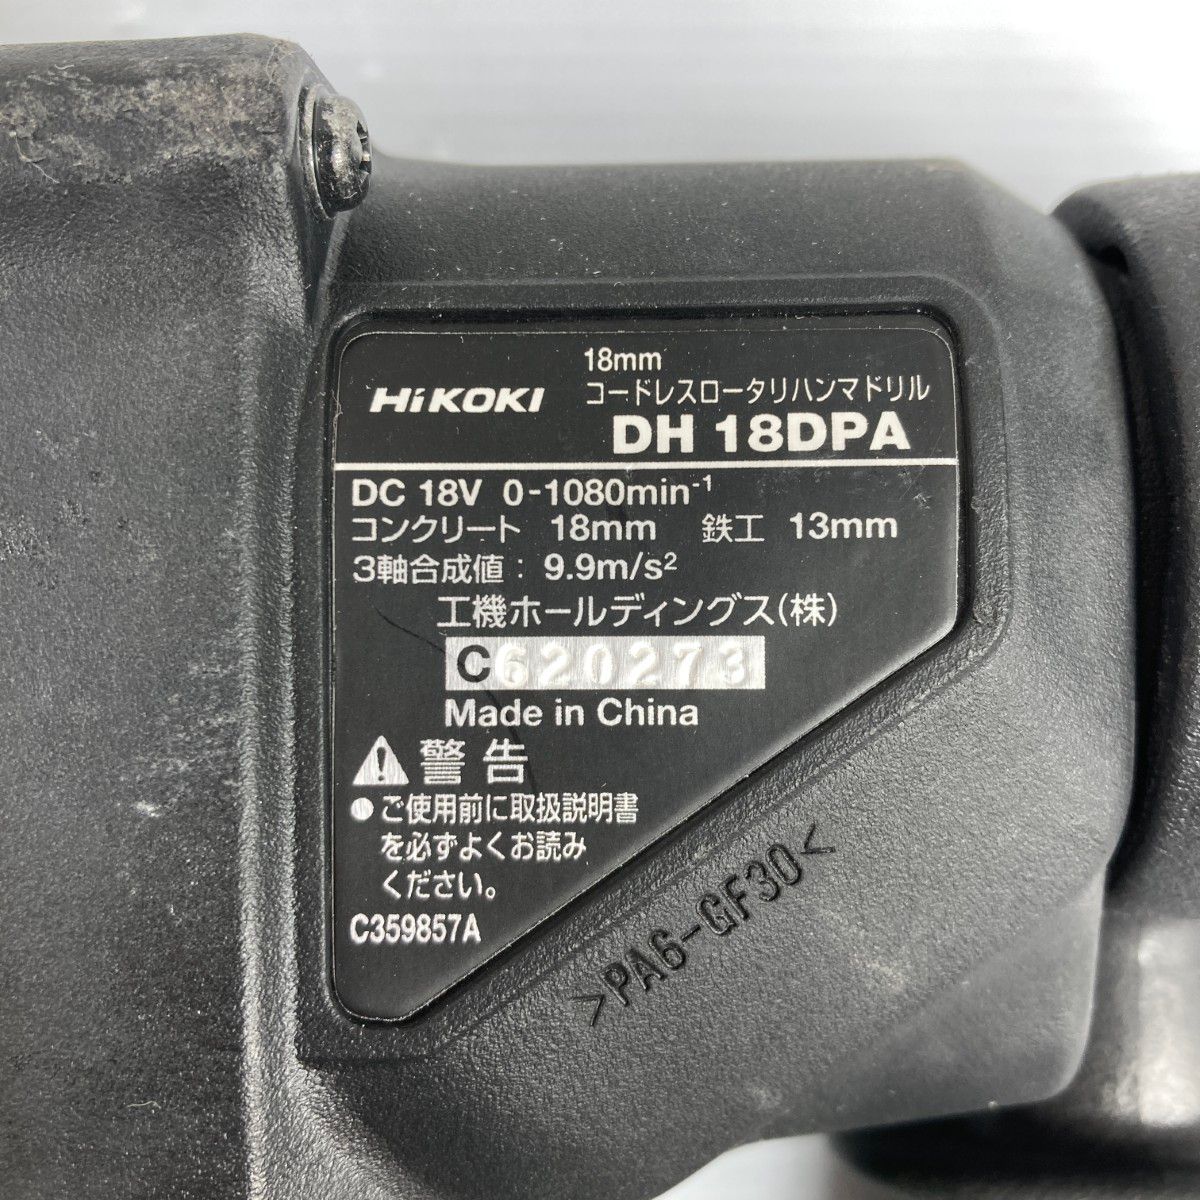 18mm
HiKOKI コードレスロータリハンマドリル
DH 18DPA
DC 18V 0-1080min⁻¹
コンクリート 18mm 鉄工 13mm
3軸合成値: 9.9m/s²
工機ホールディングス(株)
C620273
Made in China
警告
●ご使用前に取扱説明書
を必ずよくお読み
ください。
C359857A
>PA6-GF30<